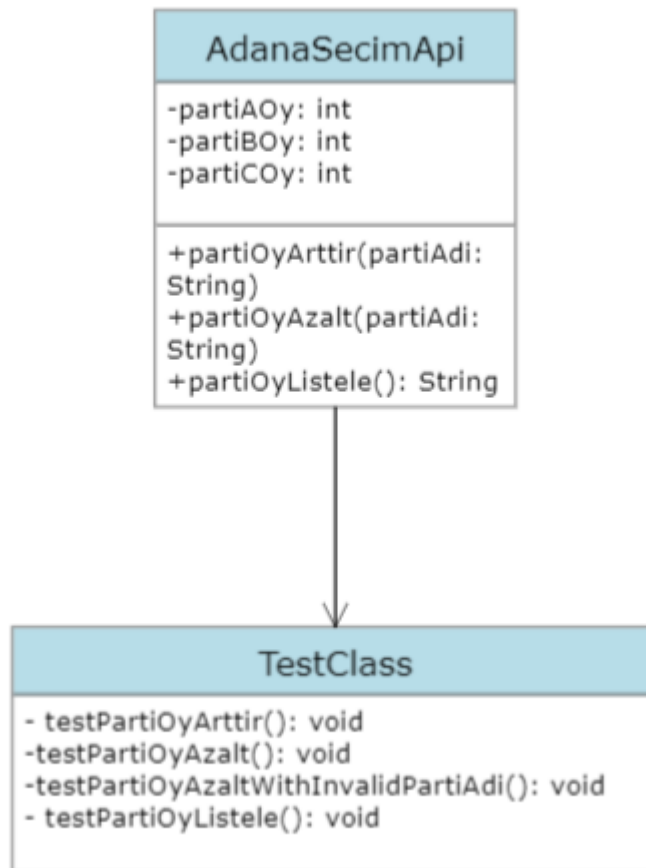 AdanaSecimApi
-partiAOy: int
-partiBOy: int
-partiCOy: int
+partiOyArttir(partiAdi:
String)
+partiOyAzalt(partiAdi:
String)
+partiOyListele(): String
TestClass
- testPartiOyArttir(): void
-testPartiOyAzalt(): void
-testPartiOyAzaltWithInvalidPartiAdi(): void
- testPartiOyListele(): void